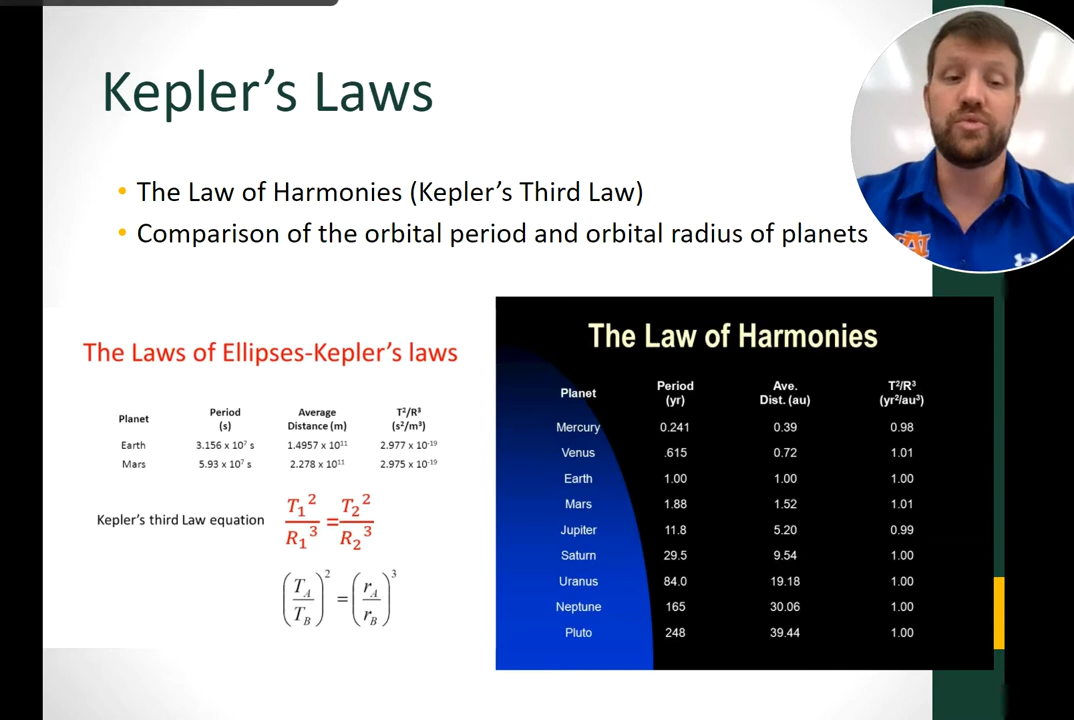 Kepler's Laws
• The Law of Harmonies (Kepler's Third Law)
• Comparison of the orbital period and orbital radius of planets
The Laws of Ellipses-Kepler's laws
Planet Period (s) Average Distance (m) T²/R³ (s²/m³)
Earth 3.156 x 10⁷ s 1.4957 x 10¹¹ 2.977 x 10⁻¹⁹
Mars 5.93 x 10⁷ s 2.278 x 10¹¹ 2.975 x 10⁻¹⁹
Kepler's third Law equation T₁²/R₁³ = T₂²/R₂³
(T_A/T_B)² = (r_A/r_B)³
The Law of Harmonies
Planet Period (yr) Ave. Dist. (au) T²/R³ (yr²/au³)
Mercury 0.241 0.39 0.98
Venus .615 0.72 1.01
Earth 1.00 1.00 1.00
Mars 1.88 1.52 1.01
Jupiter 11.8 5.20 0.99
Saturn 29.5 9.54 1.00
Uranus 84.0 19.18 1.00
Neptune 165 30.06 1.00
Pluto 248 39.44 1.00